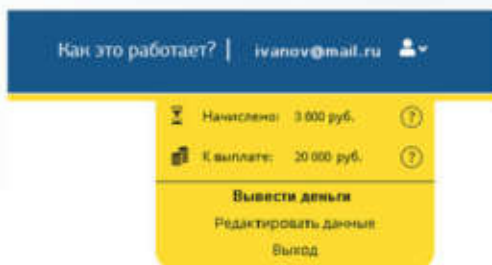 Как это работает? | ivanov@mail.ru
Начислено: 3 000 руб. ?
К выплате: 20 000 руб. ?
Вывести деньги
Редактировать данные
Выход